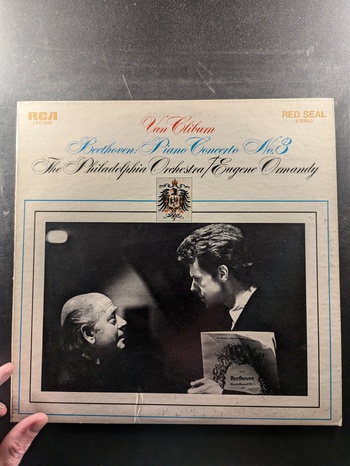 RCA
RED SEAL
STEREO
Van Cliburn
Beethoven: Piano Concerto No.3
The Philadelphia Orchestra/Eugene Ormandy
Beethoven